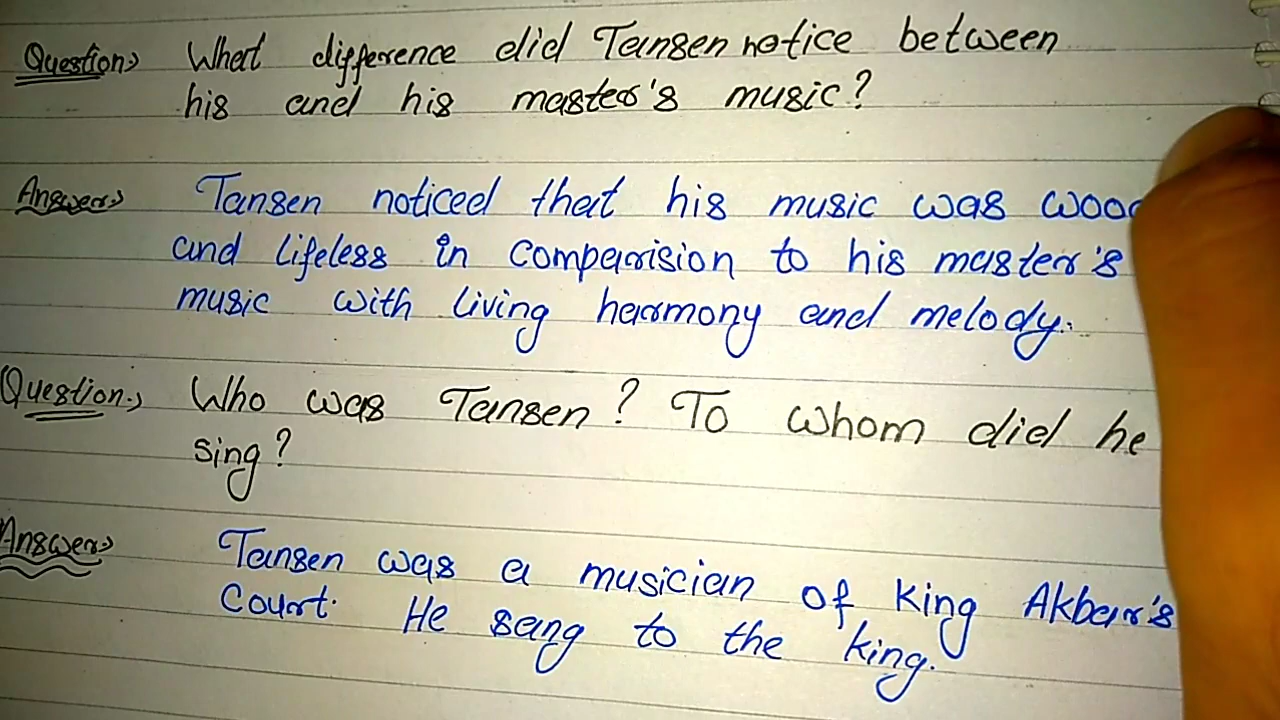 Question:> What difference did Tansen notice between
his and his master's music?
Answer:> Tansen noticed that his music was
and lifeless in comparision to his master's
music with living harmony and melody.
Question:> Who was Tansen? To whom did he
sing?
Answer:> Tansen was a musician of King Akbar's
Court. He sang to the king.